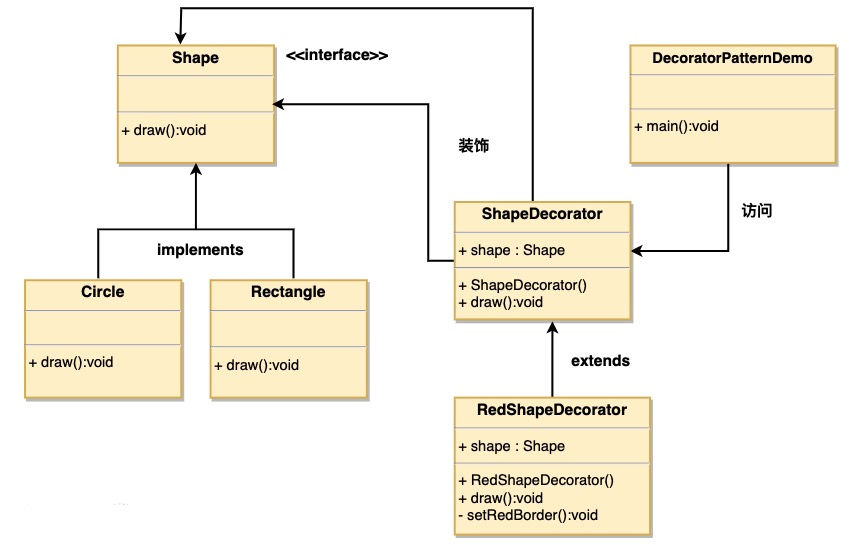 Shape
<<interface>>
+ draw():void
DecoratorPatternDemo
+ main():void
装饰
访问
implements
Circle
+ draw():void
Rectangle
+ draw():void
ShapeDecorator
+ shape : Shape
+ ShapeDecorator()
+ draw():void
extends
RedShapeDecorator
+ shape : Shape
+ RedShapeDecorator()
+ draw():void
- setRedBorder():void